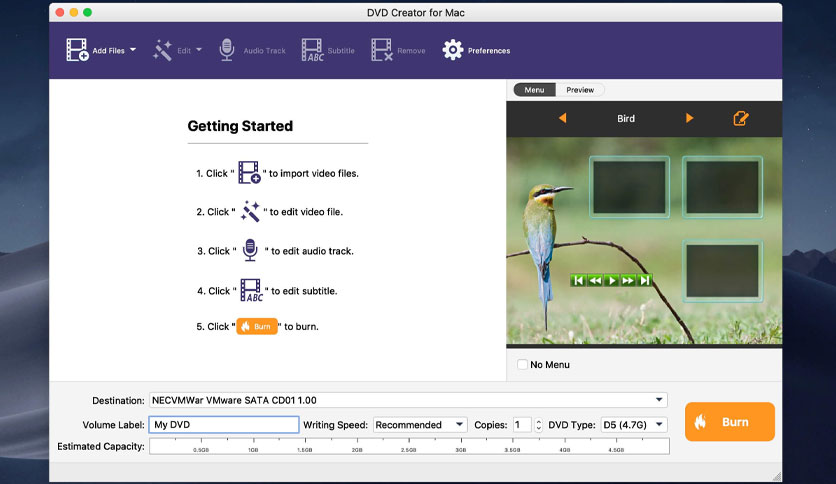 DVD Creator for Mac
Add Files Edit Audio Track Subtitle Remove Preferences
Menu Preview
Bird
Getting Started
1. Click " " to import video files.
2. Click " " to edit video file.
3. Click " " to edit audio track.
4. Click " ABC " to edit subtitle.
5. Click " Burn " to burn.
No Menu
Destination: NECVMWar VMware SATA CD01 1.00
Volume Label: My DVD Writing Speed: Recommended Copies: 1 DVD Type: D5 (4.7G)
Burn
Estimated Capacity:
0.5GB 1GB 1.5GB 2GB 2.5GB 3GB 3.5GB 4GB 4.5GB